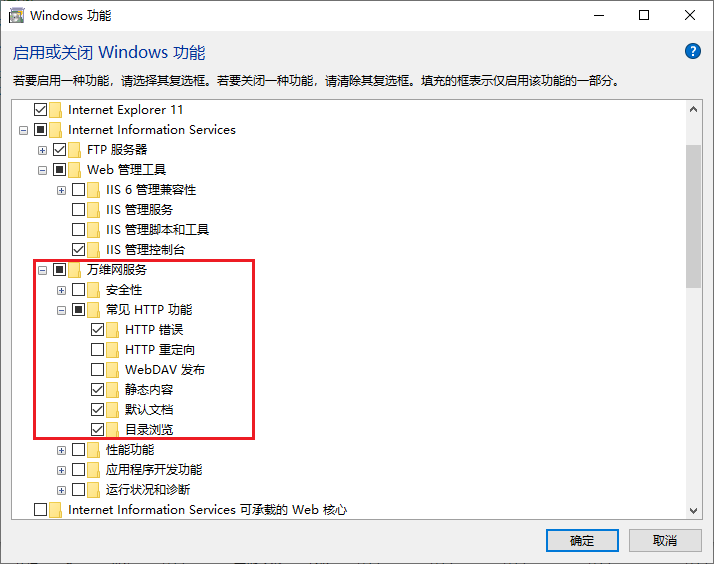 Windows 功能
启用或关闭 Windows 功能
?
若要启用一种功能，请选择其复选框。若要关闭一种功能，请清除其复选框。填充的框表示仅启用该功能的一部分。
Internet Explorer 11
Internet Information Services
FTP 服务器
Web 管理工具
IIS 6 管理兼容性
IIS 管理服务
IIS 管理脚本和工具
IIS 管理控制台
万维网服务
安全性
常见 HTTP 功能
HTTP 错误
HTTP 重定向
WebDAV 发布
静态内容
默认文档
目录浏览
性能功能
应用程序开发功能
运行状况和诊断
Internet Information Services 可承载的 Web 核心
确定
取消